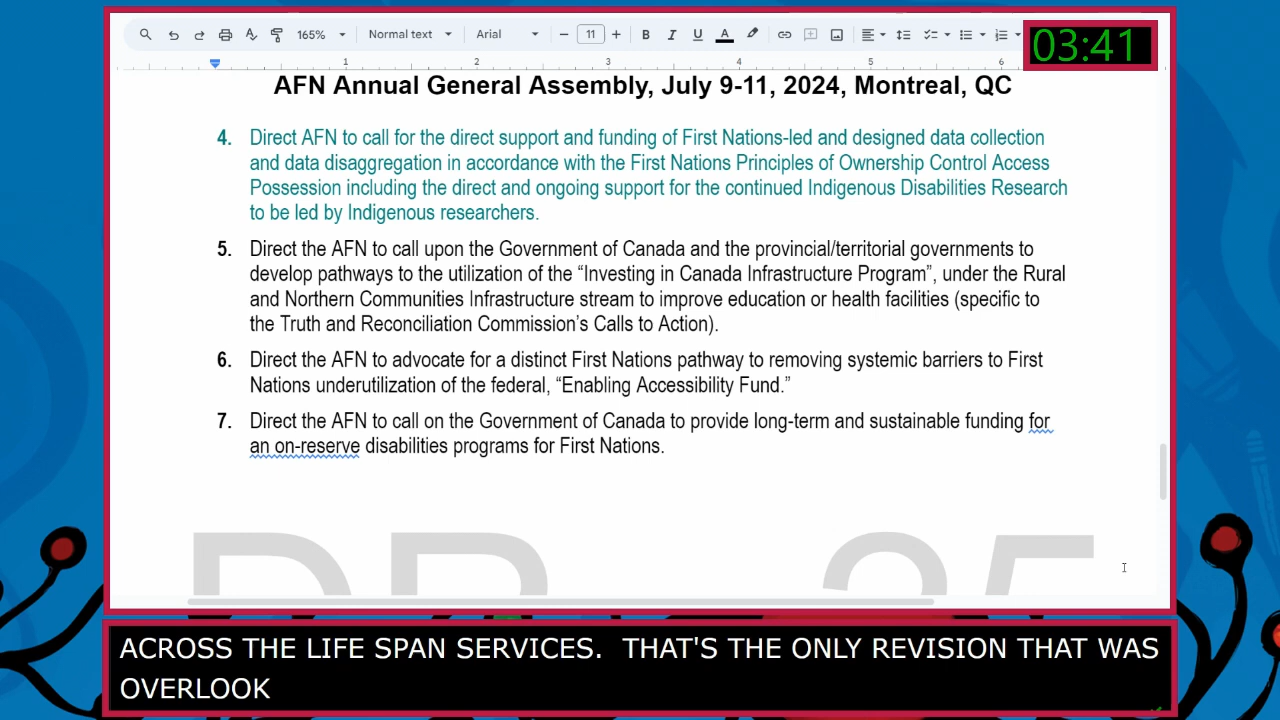 165%
Normal text
Arial
11
B I U A
03:41
1 2 3 4 5 6
AFN Annual General Assembly, July 9-11, 2024, Montreal, QC
4. Direct AFN to call for the direct support and funding of First Nations-led and designed data collection
and data disaggregation in accordance with the First Nations Principles of Ownership Control Access
Possession including the direct and ongoing support for the continued Indigenous Disabilities Research
to be led by Indigenous researchers.
5. Direct the AFN to call upon the Government of Canada and the provincial/territorial governments to
develop pathways to the utilization of the “Investing in Canada Infrastructure Program”, under the Rural
and Northern Communities Infrastructure stream to improve education or health facilities (specific to
the Truth and Reconciliation Commission’s Calls to Action).
6. Direct the AFN to advocate for a distinct First Nations pathway to removing systemic barriers to First
Nations underutilization of the federal, “Enabling Accessibility Fund.”
7. Direct the AFN to call on the Government of Canada to provide long-term and sustainable funding for
an on-reserve disabilities programs for First Nations.
ACROSS THE LIFE SPAN SERVICES. THAT'S THE ONLY REVISION THAT WAS
OVERLOOK